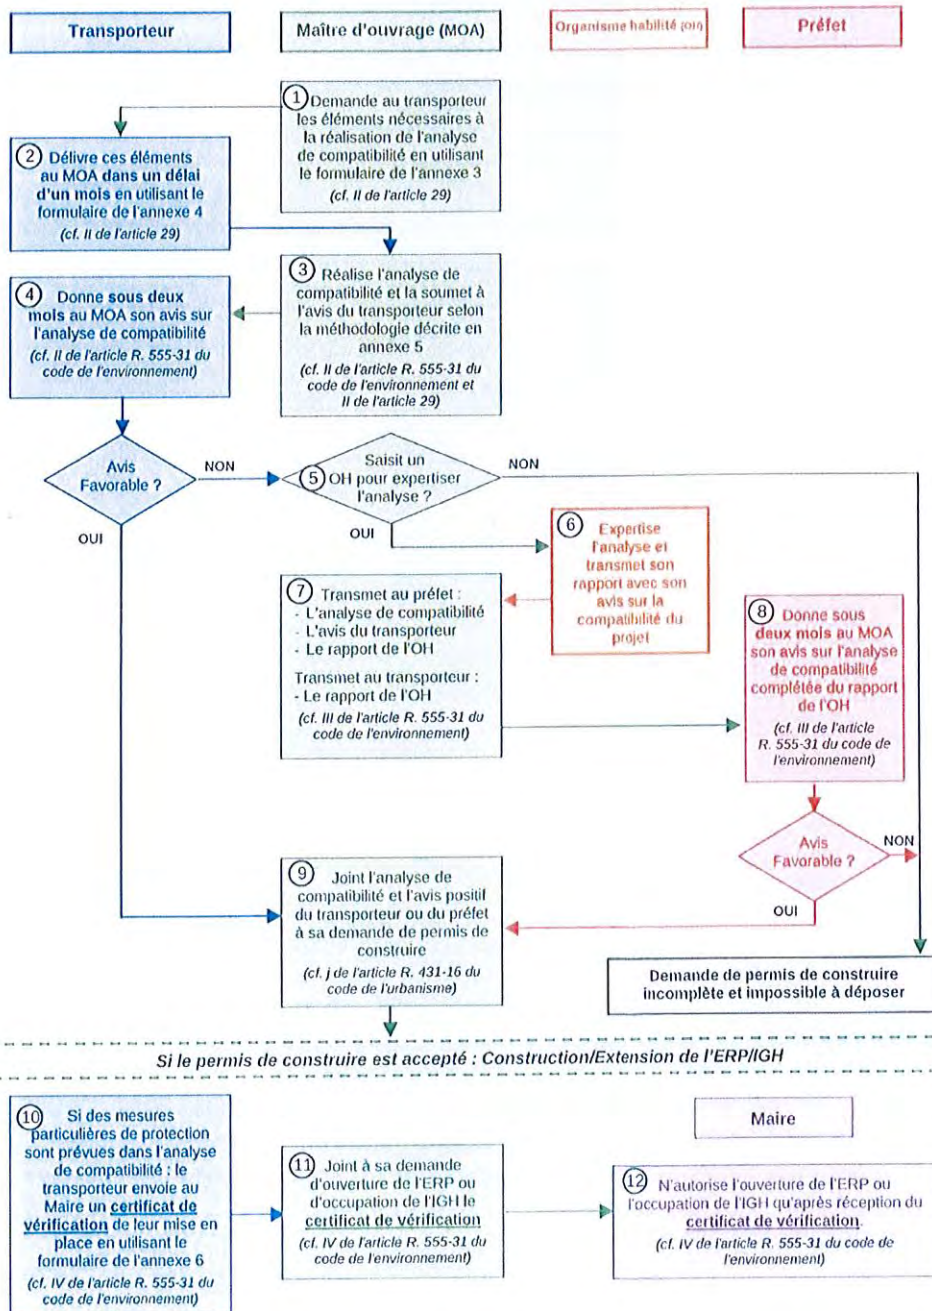 Transporteur
Maître d'ouvrage (MOA)
Organisme habilité (OH)
Préfet
1 Demande au transporteur
les éléments nécessaires à
la réalisation de l'analyse
de compatibilité en utilisant
le formulaire de l'annexe 3
(cf. II de l'article 29)
2 Délivre ces éléments
au MOA dans un délai
d'un mois en utilisant le
formulaire de l'annexe 4
(cf. II de l'article 29)
3 Réalise l'analyse de
compatibilité et la soumet à
l'avis du transporteur selon
la méthodologie décrite en
annexe 5
(cf. II de l'article R. 555-31 du
code de l'environnement et
II de l'article 29)
4 Donne sous deux
mois au MOA son avis sur
l'analyse de compatibilité
(cf. II de l'article R. 555-31 du
code de l'environnement)
Avis
Favorable ?
NON
OUI
Saisit un
5 OH pour expertiser
l'analyse ?
NON
OUI
6 Expertise
l'analyse et
transmet son
rapport avec son
avis sur la
compatibilité du
projet
7 Transmet au préfet :
- L'analyse de compatibilité
- L'avis du transporteur
- Le rapport de l'OH
Transmet au transporteur :
- Le rapport de l'OH
(cf. III de l'article R. 555-31 du
code de l'environnement)
8 Donne sous
deux mois au MOA
son avis sur l'analyse
de compatibilité
complétée du rapport
de l'OH
(cf. III de l'article
R. 555-31 du code de
l'environnement)
Avis
Favorable ?
NON
OUI
9 Joint l'analyse de
compatibilité et l'avis positif
du transporteur ou du préfet
à sa demande de permis de
construire
(cf. j de l'article R. 431-16 du
code de l'urbanisme)
Demande de permis de construire
incomplète et impossible à déposer
Si le permis de construire est accepté : Construction/Extension de l'ERP/IGH
10 Si des mesures
particulières de protection
sont prévues dans l'analyse
de compatibilité : le
transporteur envoie au
Maire un certificat de
vérification de leur mise en
place en utilisant le
formulaire de l'annexe 6
(cf. IV de l'article R. 555-31 du
code de l'environnement)
11 Joint à sa demande
d'ouverture de l'ERP ou
d'occupation de l'IGH le
certificat de vérification
(cf. IV de l'article R. 555-31 du
code de l'environnement)
Maire
12 N'autorise l'ouverture de l'ERP ou
l'occupation de l'IGH qu'après réception du
certificat de vérification.
(cf. IV de l'article R. 555-31 du code de
l'environnement)